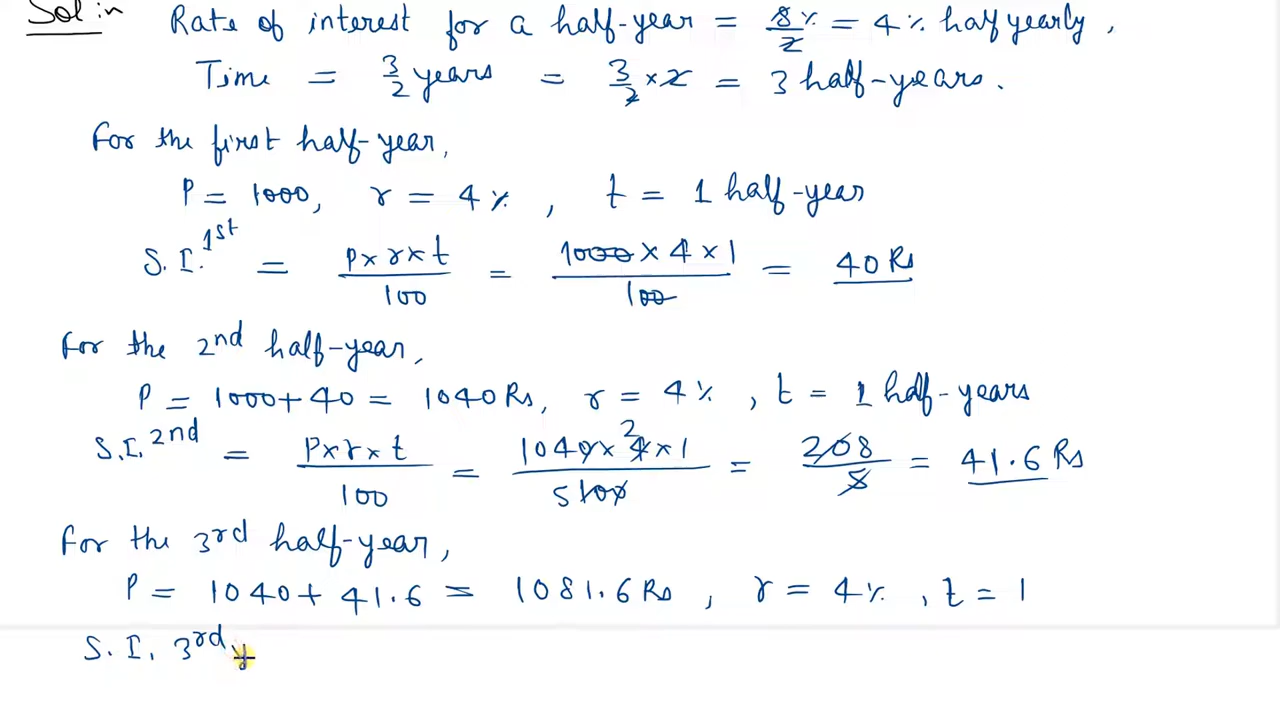 Sol in Rate of interest for a half-year = 8%/2 = 4% half yearly,
Time = 3/2 years = 3/2 × 2 = 3 half-years.
For the first half-year,
P = 1000, r = 4%, t = 1 half-year
S.I. 1st = P×r×t/100 = 1000×4×1/100 = 40 Rs
For the 2nd half-year,
P = 1000+40 = 1040 Rs, r = 4%, t = 1 half-years
S.I. 2nd = P×r×t/100 = 1040×4 2×1/5 100 = 208/5 = 41.6 Rs
For the 3rd half-year,
P = 1040+41.6 = 1081.6 Rs, r = 4%, t = 1
S.I. 3rd